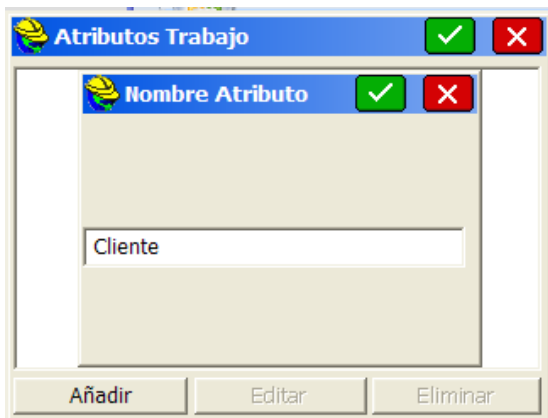 Atributos Trabajo
Nombre Atributo
Cliente
Añadir Editar Eliminar